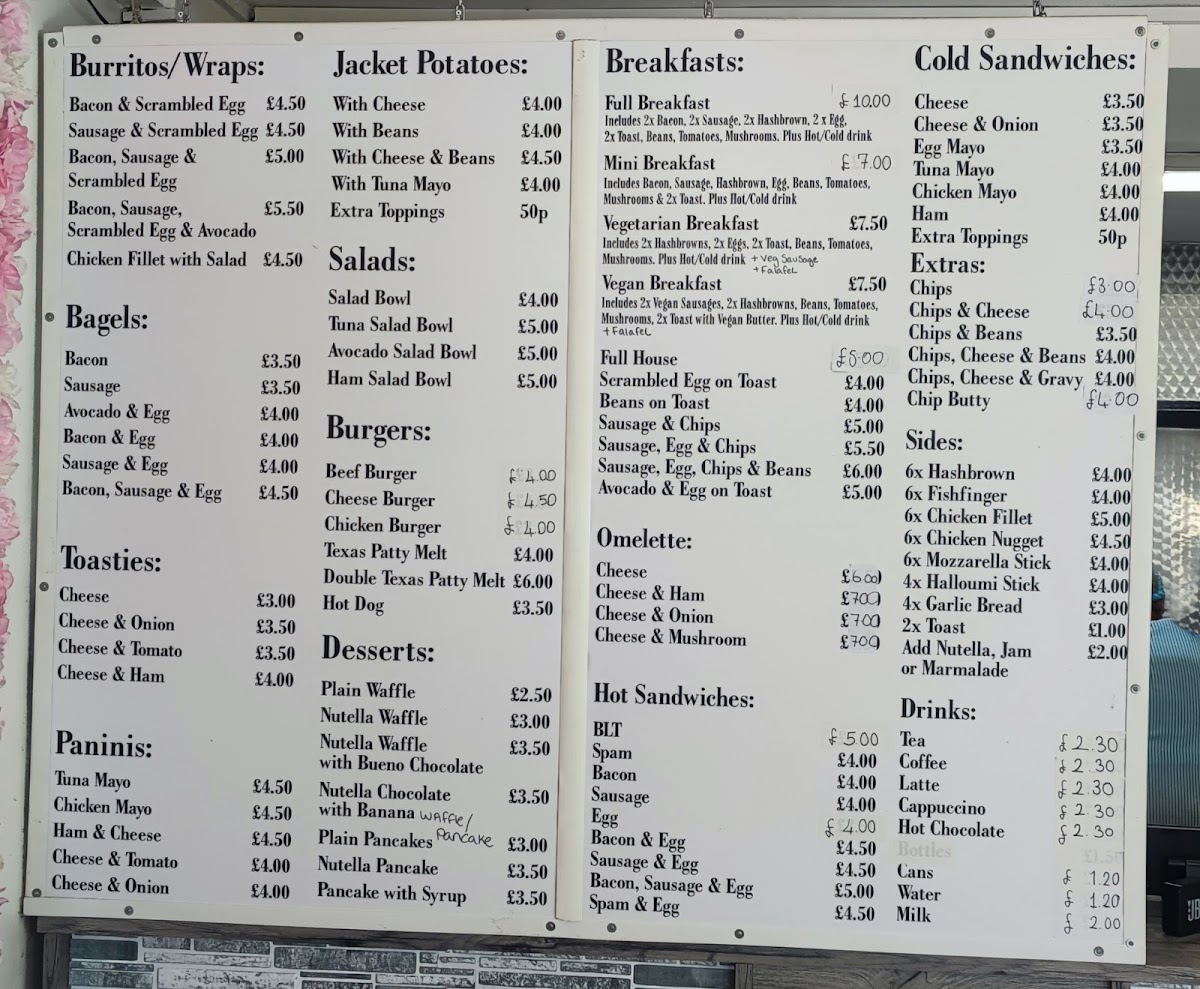 Burritos/Wraps:
Bacon & Scrambled Egg £4.50
Sausage & Scrambled Egg £4.50
Bacon, Sausage & £5.00
Scrambled Egg
Bacon, Sausage, £5.50
Scrambled Egg & Avocado
Chicken Fillet with Salad £4.50
Bagels:
Bacon £3.50
Sausage £3.50
Avocado & Egg £4.00
Bacon & Egg £4.00
Sausage & Egg £4.00
Bacon, Sausage & Egg £4.50
Toasties:
Cheese £3.00
Cheese & Onion £3.50
Cheese & Tomato £3.50
Cheese & Ham £4.00
Paninis:
Tuna Mayo £4.50
Chicken Mayo £4.50
Ham & Cheese £4.50
Cheese & Tomato £4.00
Cheese & Onion £4.00
Jacket Potatoes:
With Cheese £4.00
With Beans £4.00
With Cheese & Beans £4.50
With Tuna Mayo £4.00
Extra Toppings 50p
Salads:
Salad Bowl £4.00
Tuna Salad Bowl £5.00
Avocado Salad Bowl £5.00
Ham Salad Bowl £5.00
Burgers:
Beef Burger £4.00
Cheese Burger £4.50
Chicken Burger £4.00
Texas Patty Melt £4.00
Double Texas Patty Melt £6.00
Hot Dog £3.50
Desserts:
Plain Waffle £2.50
Nutella Waffle £3.00
Nutella Waffle £3.50
with Bueno Chocolate
Nutella Chocolate £3.50
with Banana waffle/
Pancake
Plain Pancakes £3.00
Nutella Pancake £3.50
Pancake with Syrup £3.50
Breakfasts:
Full Breakfast £10.00
Includes 2x Bacon, 2x Sausage, 2x Hashbrown, 2 x Egg,
2x Toast, Beans, Tomatoes, Mushrooms. Plus Hot/Cold drink
Mini Breakfast £7.00
Includes Bacon, Sausage, Hashbrown, Egg, Beans, Tomatoes,
Mushrooms & 2x Toast. Plus Hot/Cold drink
Vegetarian Breakfast £7.50
Includes 2x Hashbrowns, 2x Eggs, 2x Toast, Beans, Tomatoes,
Mushrooms. Plus Hot/Cold drink + Veg Sausage
+ Falafel
Vegan Breakfast £7.50
Includes 2x Vegan Sausages, 2x Hashbrowns, Beans, Tomatoes,
Mushrooms, 2x Toast with Vegan Butter. Plus Hot/Cold drink
+ Falafel
Full House
Scrambled Egg on Toast £4.00
Beans on Toast £4.00
Sausage & Chips £5.00
Sausage, Egg & Chips £5.50
Sausage, Egg, Chips & Beans £6.00
Avocado & Egg on Toast £5.00
Omelette:
Cheese £6.00
Cheese & Ham £7.00
Cheese & Onion £7.00
Cheese & Mushroom £7.00
Hot Sandwiches:
BLT £5.00
Spam £4.00
Bacon £4.00
Sausage £4.00
Egg £4.00
Bacon & Egg £4.50
Sausage & Egg £4.50
Bacon, Sausage & Egg £5.00
Spam & Egg £4.50
Cold Sandwiches:
Cheese £3.50
Cheese & Onion £3.50
Egg Mayo £3.50
Tuna Mayo £4.00
Chicken Mayo £4.00
Ham £4.00
Extra Toppings 50p
Extras:
Chips £3.00
Chips & Cheese £4.00
Chips & Beans £3.50
Chips, Cheese & Beans £4.00
Chips, Cheese & Gravy £4.00
Chip Butty £4.00
Sides:
6x Hashbrown £4.00
6x Fishfinger £4.00
6x Chicken Fillet £5.00
6x Chicken Nugget £4.50
6x Mozzarella Stick £4.00
4x Halloumi Stick £4.00
4x Garlic Bread £3.00
2x Toast £1.00
Add Nutella, Jam £2.00
or Marmalade
Drinks:
Tea £2.30
Coffee £2.30
Latte £2.30
Cappuccino £2.30
Hot Chocolate £2.30
Bottles £1.50
Cans £1.20
Water £1.20
Milk £2.00